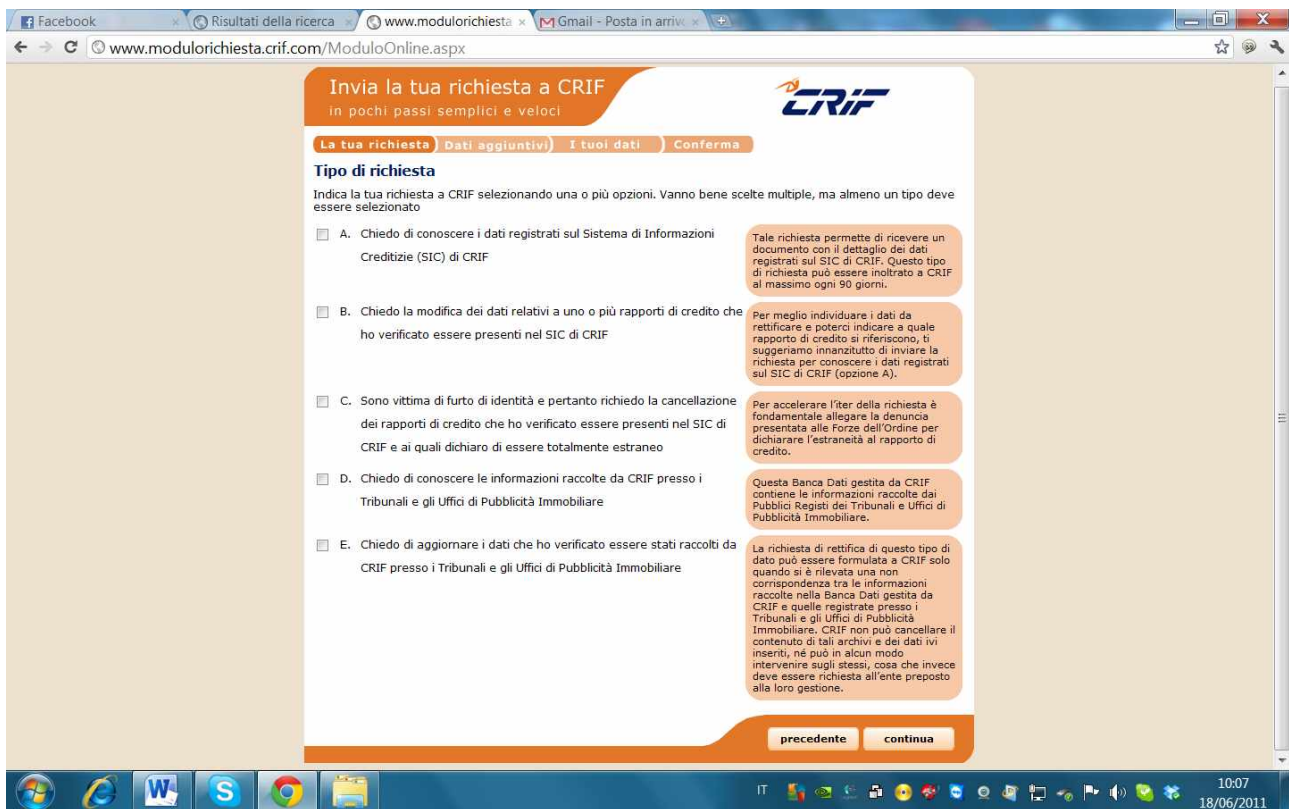 Facebook
Risultati della ricerca
www.modulorichiesta
Gmail - Posta in arrivo
www.modulorichiesta.crif.com/ModuloOnline.aspx
Invia la tua richiesta a CRIF
in pochi passi semplici e veloci
CRIF
La tua richiesta
Dati aggiuntivi
I tuoi dati
Conferma
Tipo di richiesta
Indica la tua richiesta a CRIF selezionando una o più opzioni. Vanno bene scelte multiple, ma almeno un tipo deve
essere selezionato
A. Chiedo di conoscere i dati registrati sul Sistema di Informazioni
Creditizie (SIC) di CRIF
Tale richiesta permette di ricevere un
documento con il dettaglio dei dati
registrati sul SIC di CRIF. Questo tipo
di richiesta può essere inoltrato a CRIF
al massimo ogni 90 giorni.
B. Chiedo la modifica dei dati relativi a uno o più rapporti di credito che
ho verificato essere presenti nel SIC di CRIF
Per meglio individuare i dati da
rettificare e poterci indicare a quale
rapporto di credito si riferiscono, ti
suggeriamo innanzitutto di inviare la
richiesta per conoscere i dati registrati
sul SIC di CRIF (opzione A).
C. Sono vittima di furto di identità e pertanto richiedo la cancellazione
dei rapporti di credito che ho verificato essere presenti nel SIC di
CRIF e ai quali dichiaro di essere totalmente estraneo
Per accelerare l'iter della richiesta è
fondamentale allegare la denuncia
presentata alle Forze dell'Ordine per
dichiarare l'estraneità al rapporto di
credito.
D. Chiedo di conoscere le informazioni raccolte da CRIF presso i
Tribunali e gli Uffici di Pubblicità Immobiliare
Questa Banca Dati gestita da CRIF
contiene le informazioni raccolte dai
Pubblici Registi dei Tribunali e Uffici di
Pubblicità Immobiliare.
E. Chiedo di aggiornare i dati che ho verificato essere stati raccolti da
CRIF presso i Tribunali e gli Uffici di Pubblicità Immobiliare
La richiesta di rettifica di questo tipo di
dato può essere formulata a CRIF solo
quando si è rilevata una non
corrispondenza tra le informazioni
raccolte nella Banca Dati gestita da
CRIF e quelle registrate presso i
Tribunali e gli Uffici di Pubblicità
Immobiliare. CRIF non può cancellare il
contenuto di tali archivi e dei dati ivi
inseriti, né può in alcun modo
intervenire sugli stessi, cosa che invece
deve essere richiesta all'ente preposto
alla loro gestione.
precedente
continua
IT
10:07
18/06/2011